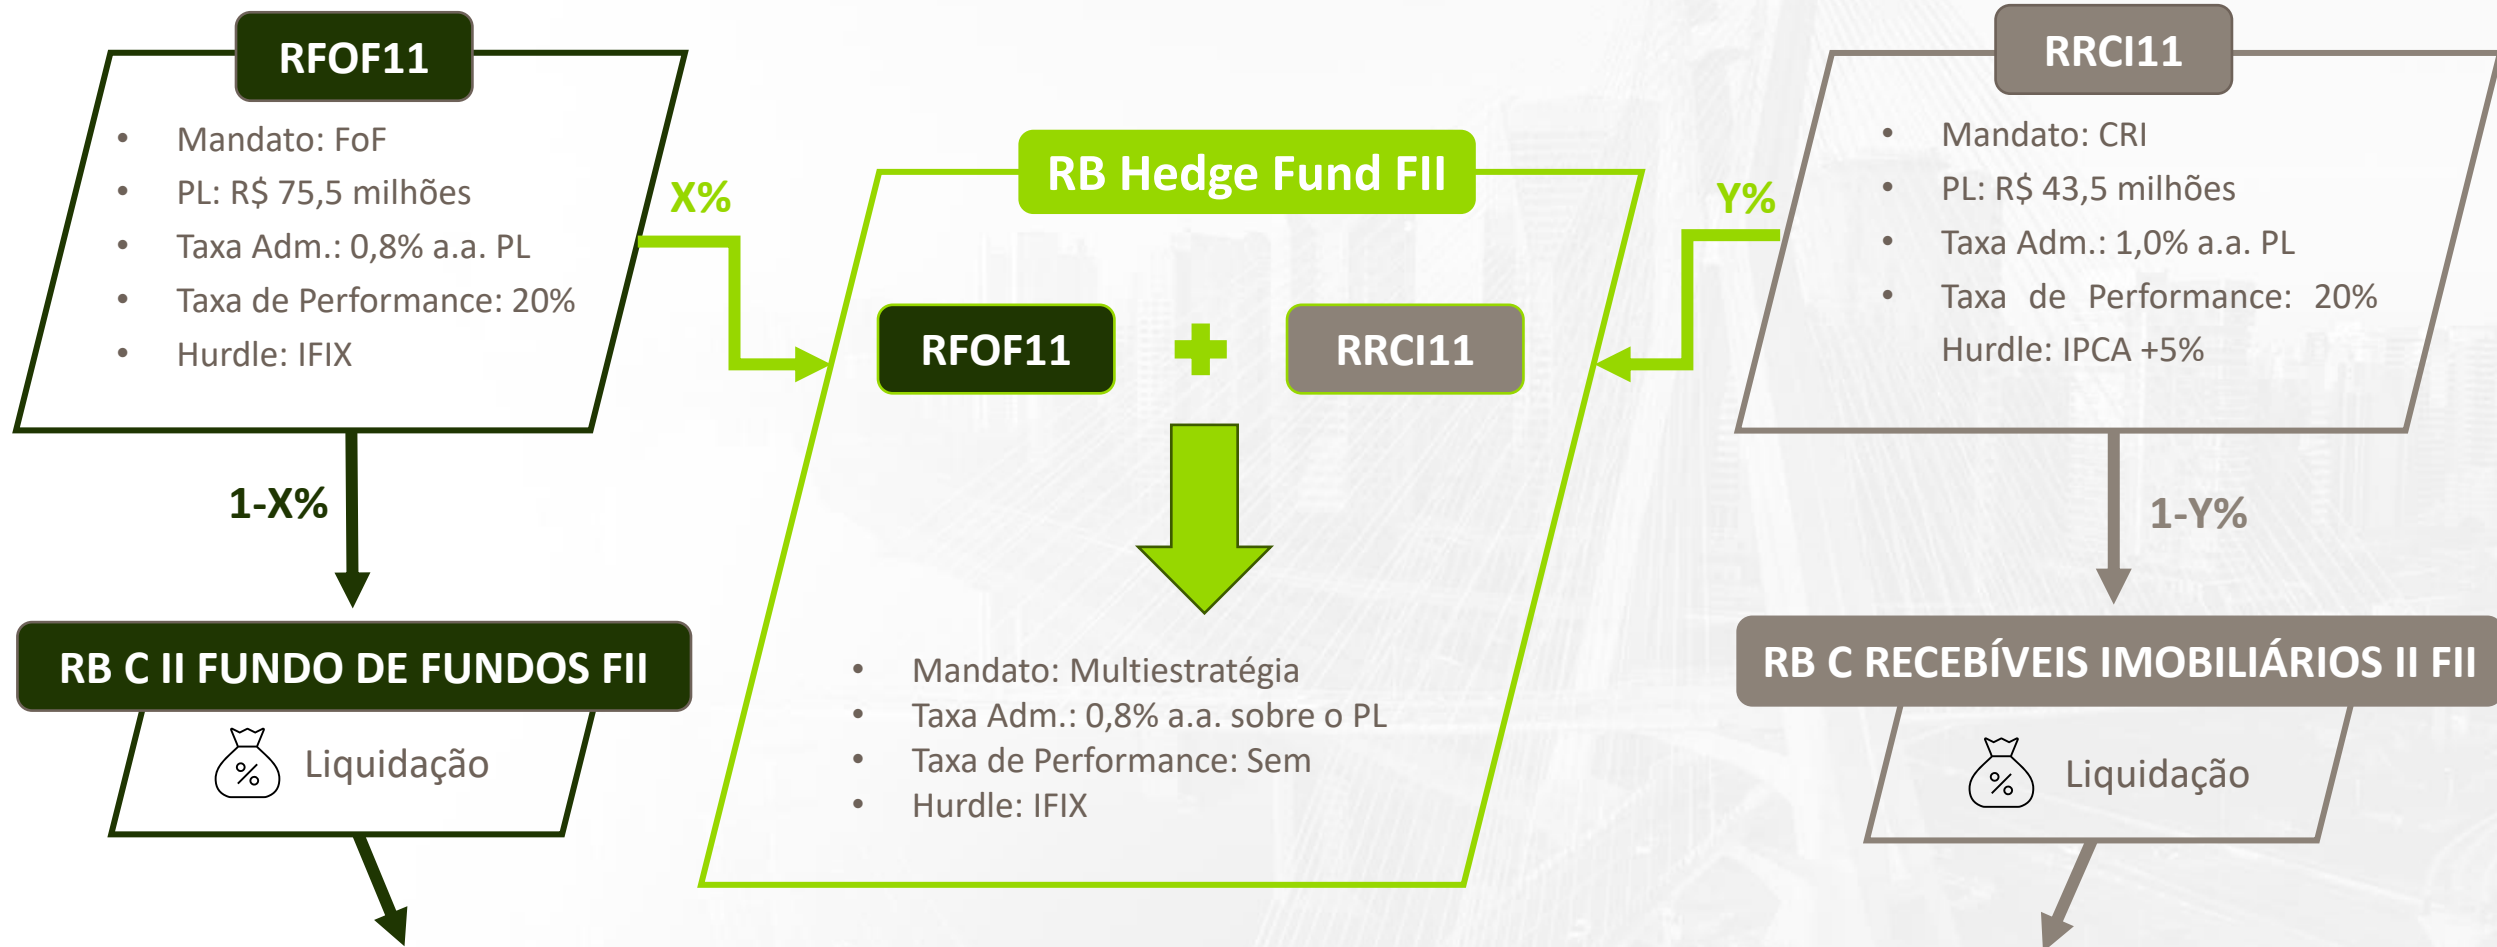 RFOF11
• Mandato: FoF
• PL: R$ 75,5 milhões
• Taxa Adm.: 0,8% a.a. PL
• Taxa de Performance: 20%
• Hurdle: IFIX
X%
1-X%
RB C II FUNDO DE FUNDOS FII
%
Liquidação
RB Hedge Fund FII
RFOF11
RRCI11
• Mandato: Multiestratégia
• Taxa Adm.: 0,8% a.a. sobre o PL
• Taxa de Performance: Sem
• Hurdle: IFIX
RRCI11
• Mandato: CRI
• PL: R$ 43,5 milhões
• Taxa Adm.: 1,0% a.a. PL
• Taxa de Performance: 20%
Hurdle: IPCA +5%
Y%
1-Y%
RB C RECEBÍVEIS IMOBILIÁRIOS II FII
%
Liquidação